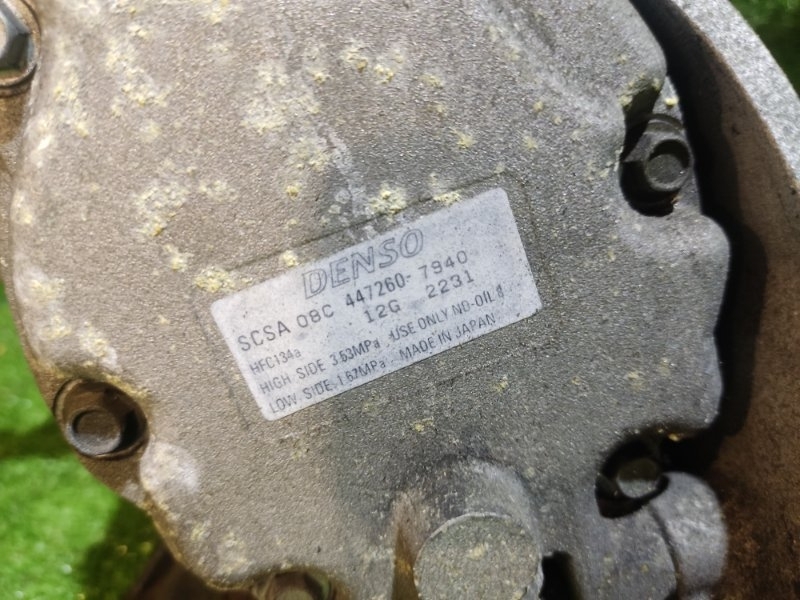 DENSO
SCSA 08C 447260-7940
12G 2231
HFC134a
HIGH SIDE 3.63MPa USE ONLY ND-OIL 8
LOW SIDE 1.67MPa MADE IN JAPAN